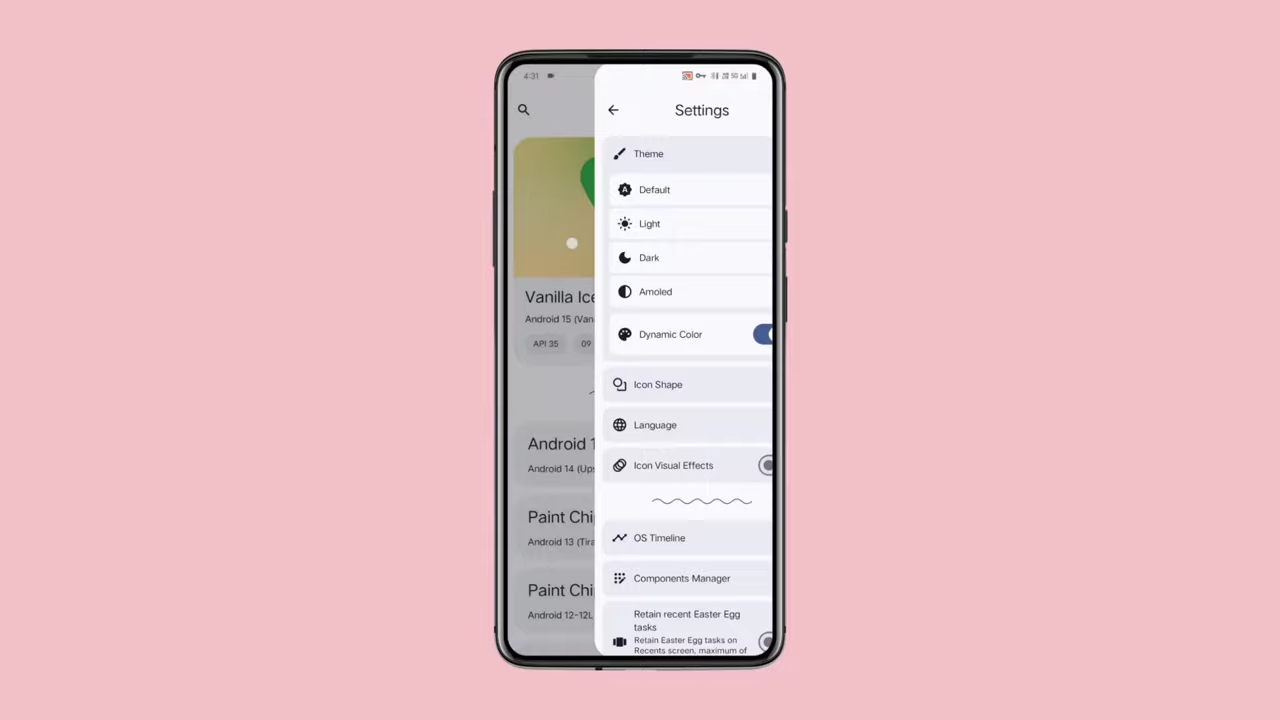 4:31
5G
Settings
Theme
Default
Light
Dark
Amoled
Dynamic Color
Icon Shape
Language
Icon Visual Effects
OS Timeline
Components Manager
Retain recent Easter Egg
tasks
Retain Easter Egg tasks on
Recents screen, maximum of
Vanilla Ice
Android 15 (Van
API 35
09
Android 1
Android 14 (Ups
Paint Chi
Android 13 (Tira
Paint Chi
Android 12-12L